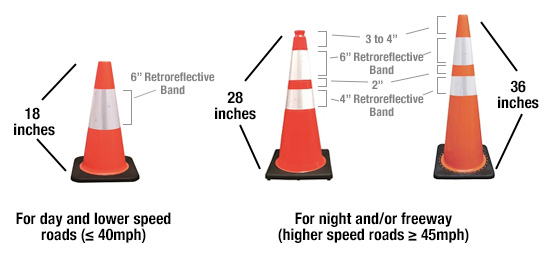 6” Retroreflective
Band
18
inches
For day and lower speed
roads (≤ 40mph)
3 to 4”
6” Retroreflective
Band
2”
4” Retroreflective
Band
28
inches
36
inches
For night and/or freeway
(higher speed roads ≥ 45mph)